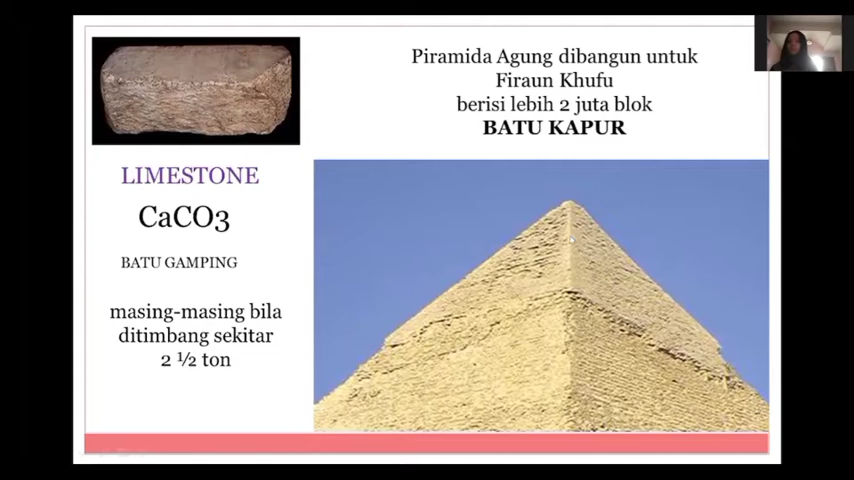 Piramida Agung dibangun untuk
Firaun Khufu
berisi lebih 2 juta blok
BATU KAPUR
LIMESTONE
CaCO3
BATU GAMPING
masing-masing bila
ditimbang sekitar
2 ½ ton